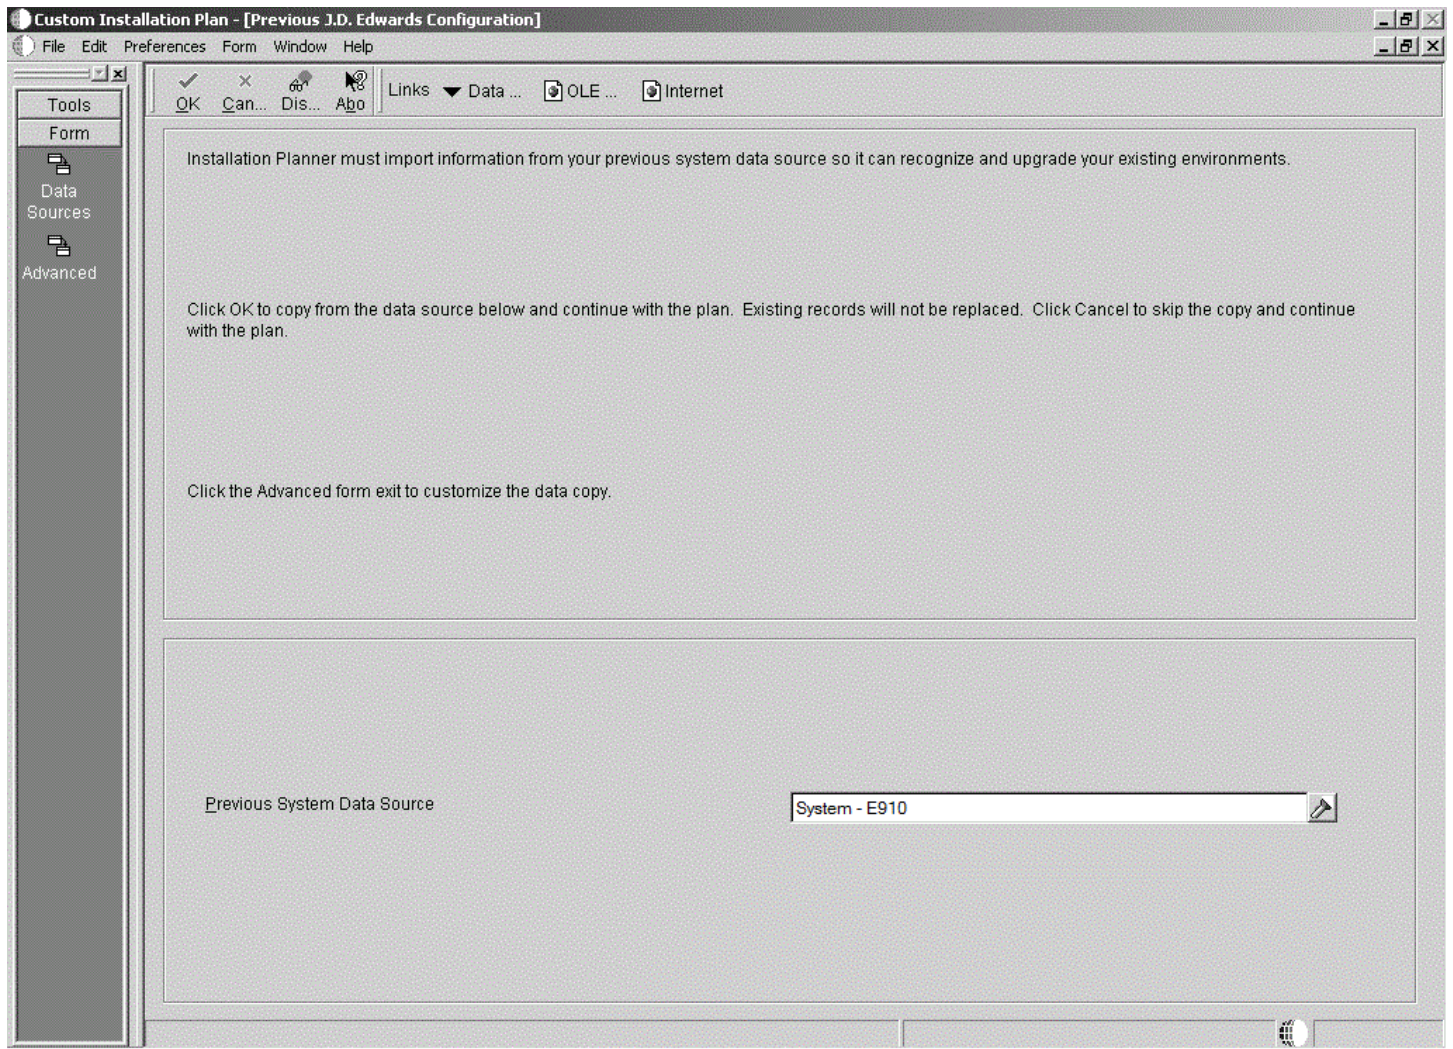 Custom Installation Plan - [Previous J.D. Edwards Configuration]
File Edit Preferences Form Window Help
Tools
Form
Data
Sources
Advanced
OK Can... Dis... Abo Links Data ... OLE ... Internet
Installation Planner must import information from your previous system data source so it can recognize and upgrade your existing environments.
Click OK to copy from the data source below and continue with the plan. Existing records will not be replaced. Click Cancel to skip the copy and continue
with the plan.
Click the Advanced form exit to customize the data copy.
Previous System Data Source System - E910